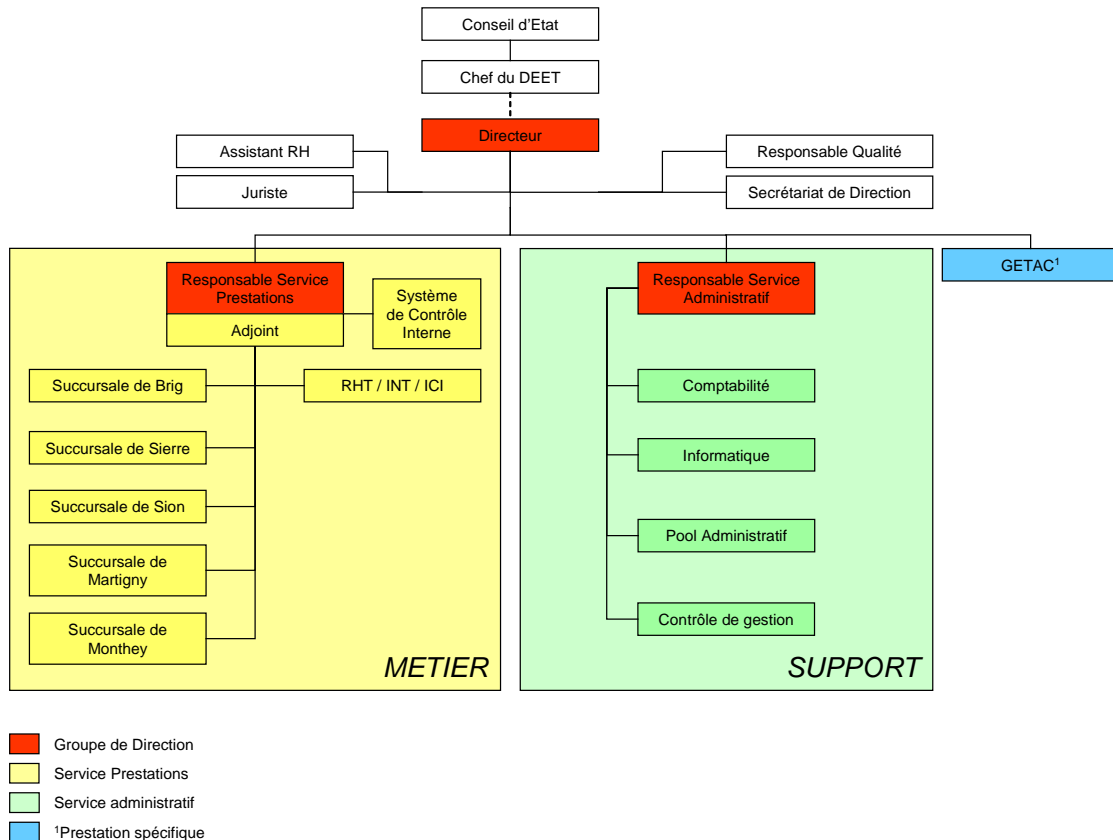 Conseil d'Etat
Chef du DEET
Directeur
Assistant RH
Responsable Qualité
Juriste
Secrétariat de Direction
GETAC¹
Responsable Service
Prestations
Adjoint
Système
de Contrôle
Interne
Succursale de Brig
RHT / INT / ICI
Succursale de Sierre
Succursale de Sion
Succursale de
Martigny
Succursale de
Monthey
METIER
Responsable Service
Administratif
Comptabilité
Informatique
Pool Administratif
Contrôle de gestion
SUPPORT
Groupe de Direction
Service Prestations
Service administratif
¹Prestation spécifique